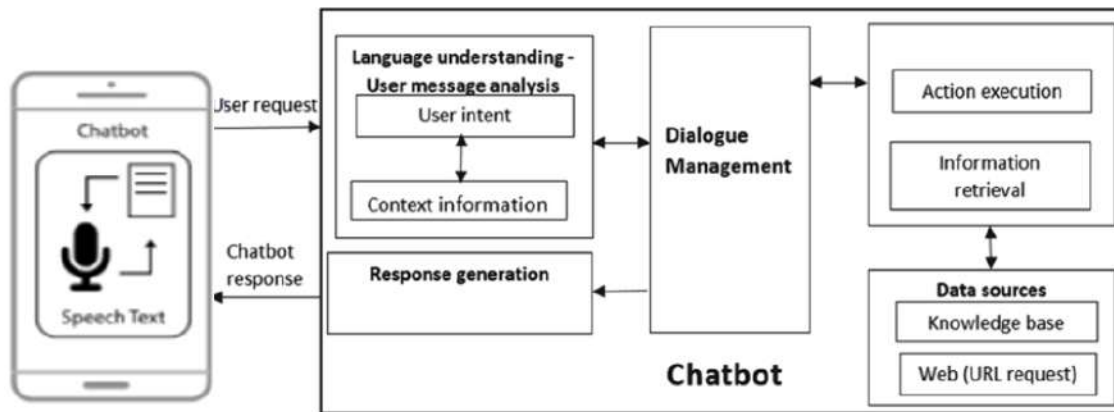 Chatbot
Speech Text
User request
Chatbot
response
Language understanding -
User message analysis
User intent
Context information
Response generation
Dialogue
Management
Action execution
Information
retrieval
Data sources
Knowledge base
Web (URL request)
Chatbot